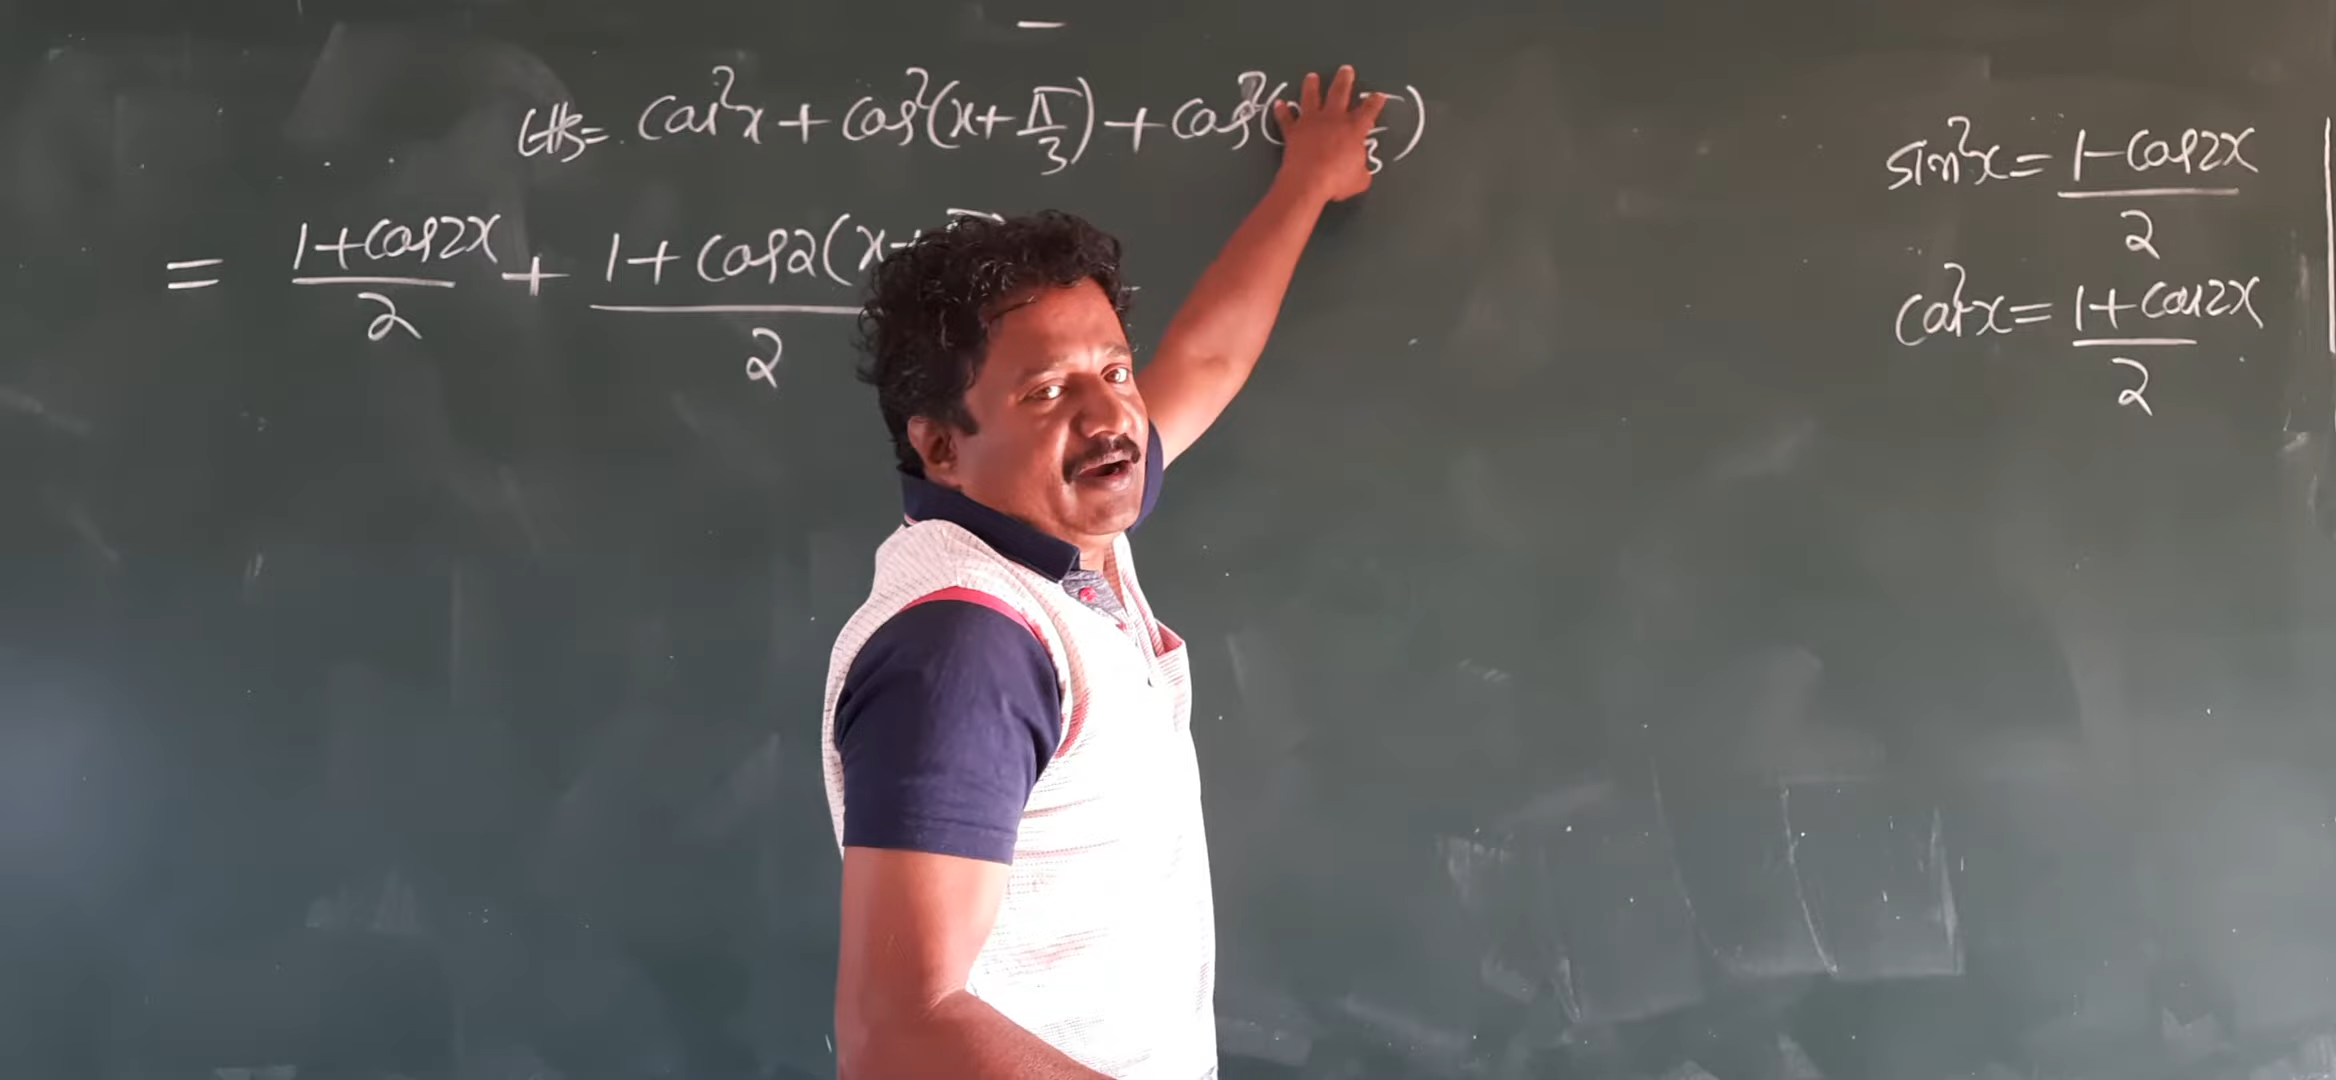 LHS = cos²x + cos²(x+π/3) + cos²( 3)
= 1+cos2x/2 + 1+cos2(x+
2
sin²x = 1-cos2x/2
cos²x = 1+cos2x/2